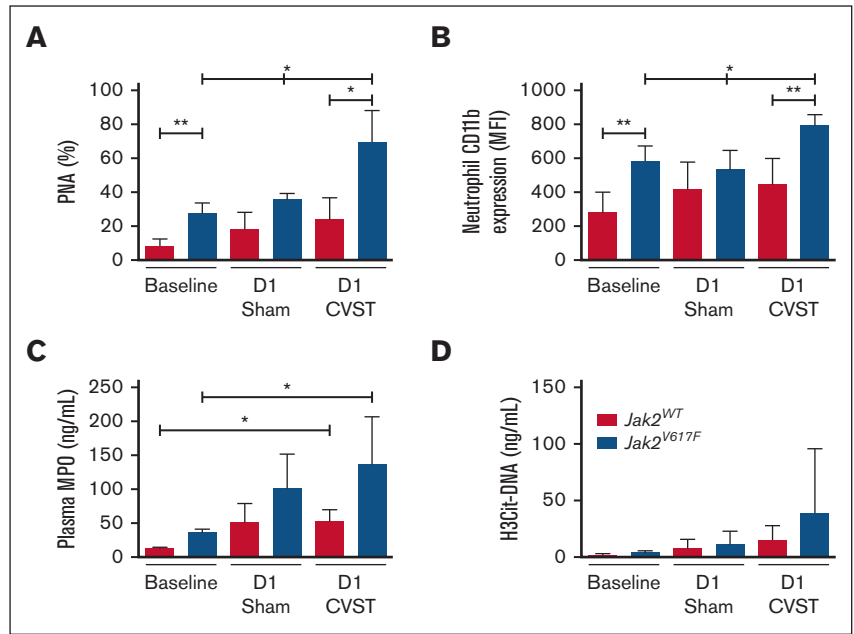 A
PNA (%)
100
80
60
40
20
0
**
*
*
Baseline
D1
Sham
D1
CVST
B
Neutrophil CD11b
expression (MFI)
1000
800
600
400
200
0
**
*
**
Baseline
D1
Sham
D1
CVST
C
Plasma MPO (ng/mL)
250
200
150
100
50
0
*
*
Baseline
D1
Sham
D1
CVST
D
H3Cit-DNA (ng/mL)
150
100
50
0
Jak2WT
Jak2V617F
Baseline
D1
Sham
D1
CVST